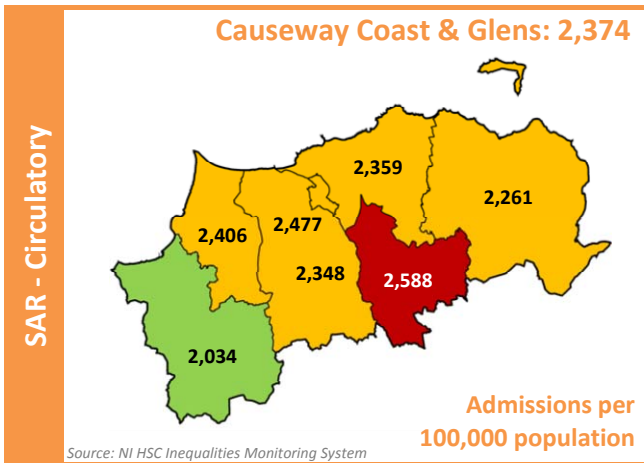 Causeway Coast & Glens: 2,374
SAR - Circulatory
2,359
2,261
2,477
2,406
2,348
2,588
2,034
Admissions per
100,000 population
Source: NI HSC Inequalities Monitoring System